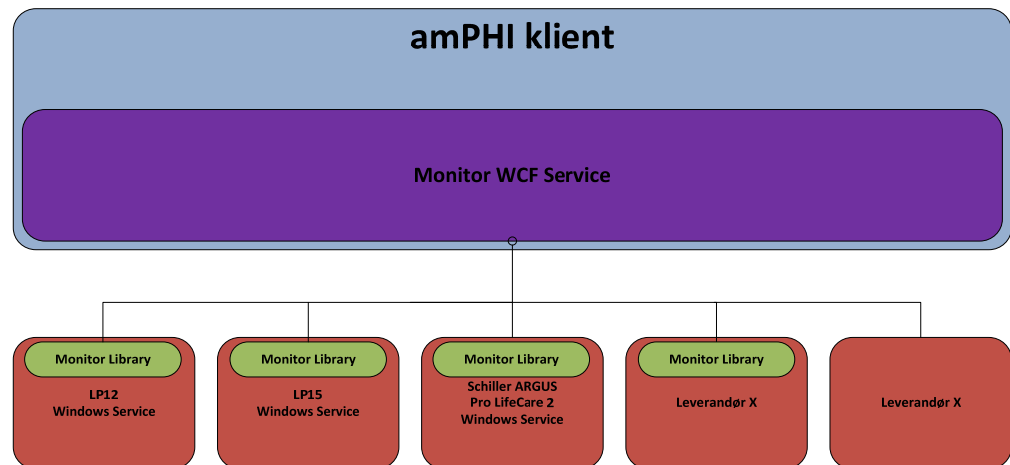 amPHI klient
Monitor WCF Service
Monitor Library
LP12
Windows Service
Monitor Library
LP15
Windows Service
Monitor Library
Schiller ARGUS
Pro LifeCare 2
Windows Service
Monitor Library
Leverandør X
Leverandør X